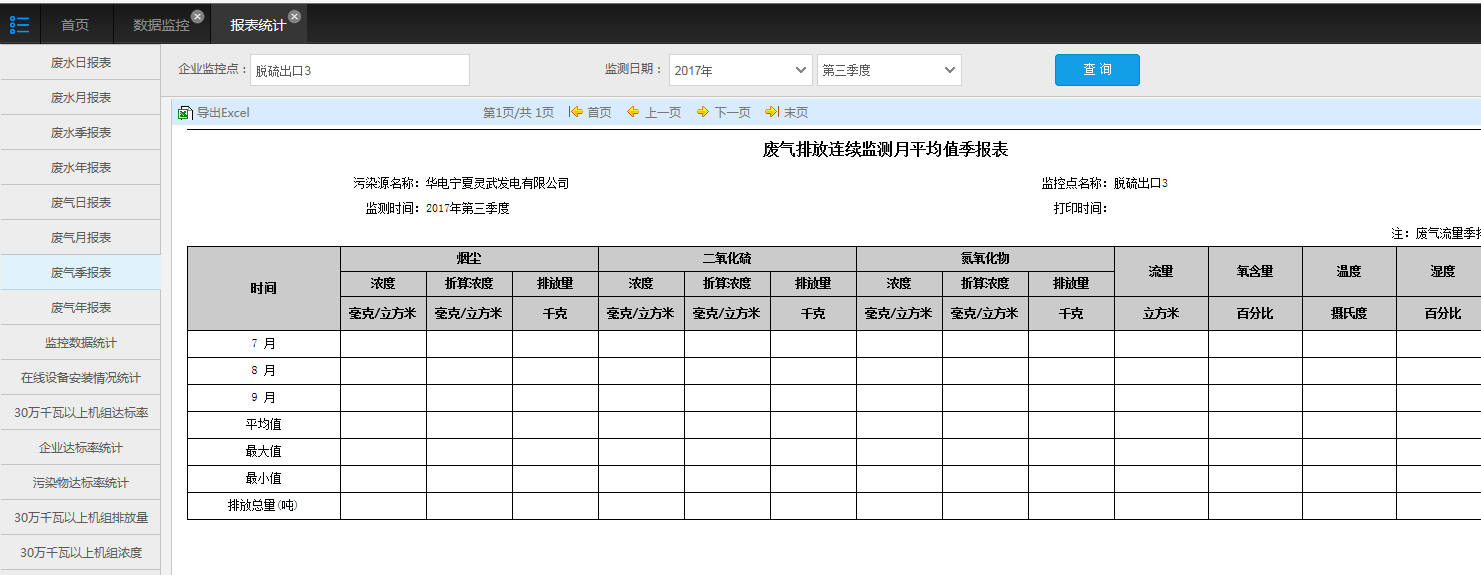 首页 数据监控 报表统计
废水日报表
废水月报表
废水季报表
废水年报表
废气日报表
废气月报表
废气季报表
废气年报表
监控数据统计
在线设备安装情况统计
30万千瓦以上机组达标率
企业达标率统计
污染物达标率统计
30万千瓦以上机组排放量
30万千瓦以上机组浓度
企业监控点： 脱硫出口3 监测日期： 2017年 第三季度 查 询
导出Excel 第1页/共 1页 首页 上一页 下一页 末页
废气排放连续监测月平均值季报表
污染源名称：华电宁夏灵武发电有限公司 监控点名称：脱硫出口3
监测时间：2017年第三季度 打印时间：
注：废气流量季排
时间 烟尘 二氧化硫 氮氧化物 流量 氧含量 温度 湿度
浓度 折算浓度 排放量 浓度 折算浓度 排放量 浓度 折算浓度 排放量
毫克/立方米 毫克/立方米 千克 毫克/立方米 毫克/立方米 千克 毫克/立方米 毫克/立方米 千克 立方米 百分比 摄氏度 百分比
7 月
8 月
9 月
平均值
最大值
最小值
排放总量(吨)